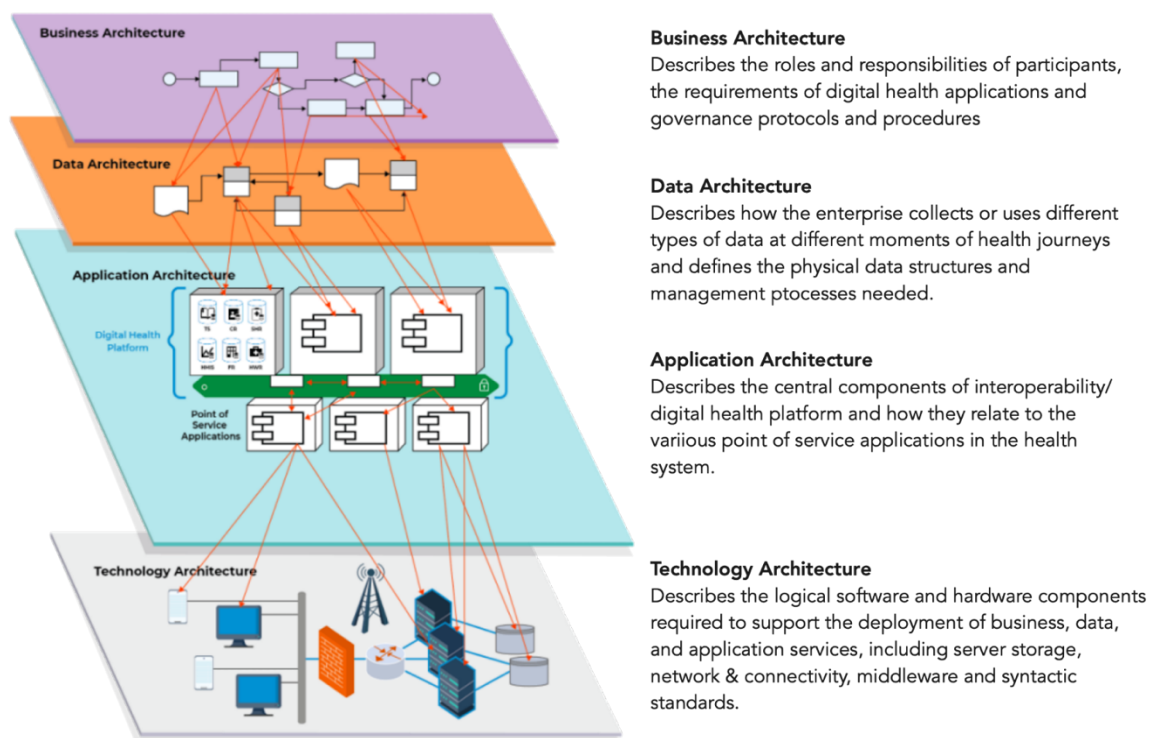 Business Architecture
Data Architecture
Application Architecture
Digital Health
Platform
TS
CR
SHR
HMIS
FR
HWR
Point of
Service
Applications
Technology Architecture
Business Architecture
Describes the roles and responsibilities of participants,
the requirements of digital health applications and
governance protocols and procedures
Data Architecture
Describes how the enterprise collects or uses different
types of data at different moments of health journeys
and defines the physical data structures and
management ptocesses needed.
Application Architecture
Describes the central components of interoperability/
digital health platform and how they relate to the
variious point of service applications in the health
system.
Technology Architecture
Describes the logical software and hardware components
required to support the deployment of business, data,
and application services, including server storage,
network & connectivity, middleware and syntactic
standards.